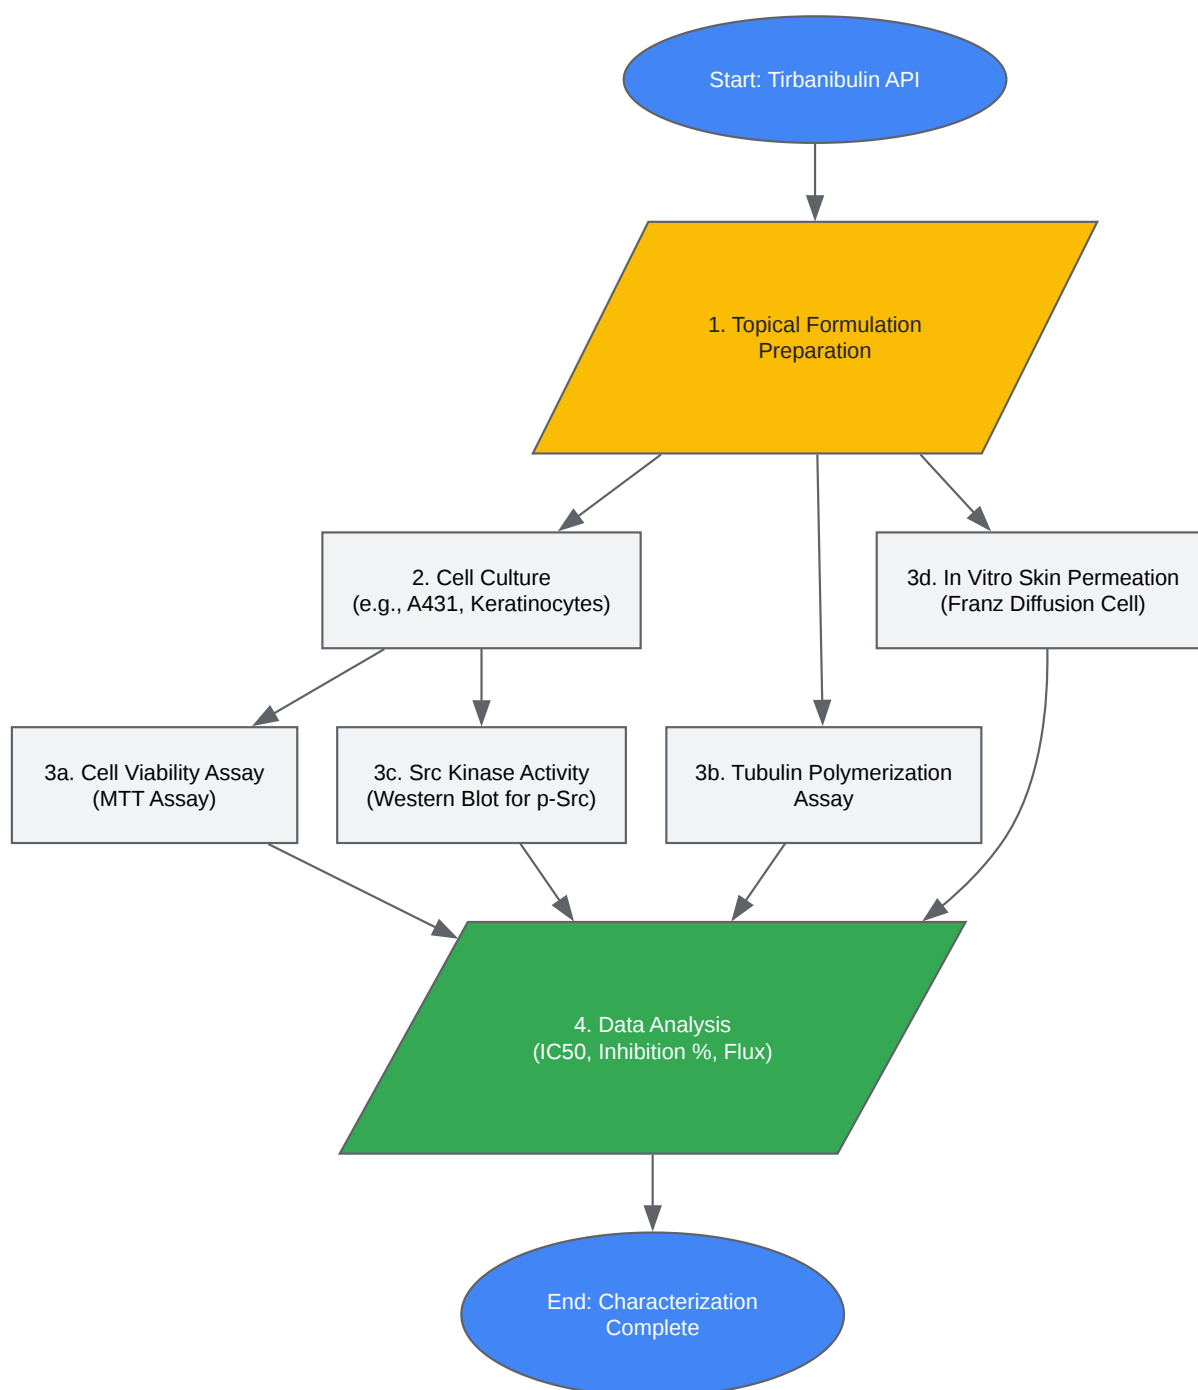 Start: Tirbanibulin API
1. Topical Formulation
Preparation
2. Cell Culture
(e.g., A431, Keratinocytes)
3d. In Vitro Skin Permeation
(Franz Diffusion Cell)
3a. Cell Viability Assay
(MTT Assay)
3c. Src Kinase Activity
(Western Blot for p-Src)
3b. Tubulin Polymerization
Assay
4. Data Analysis
(IC50, Inhibition %, Flux)
End: Characterization
Complete